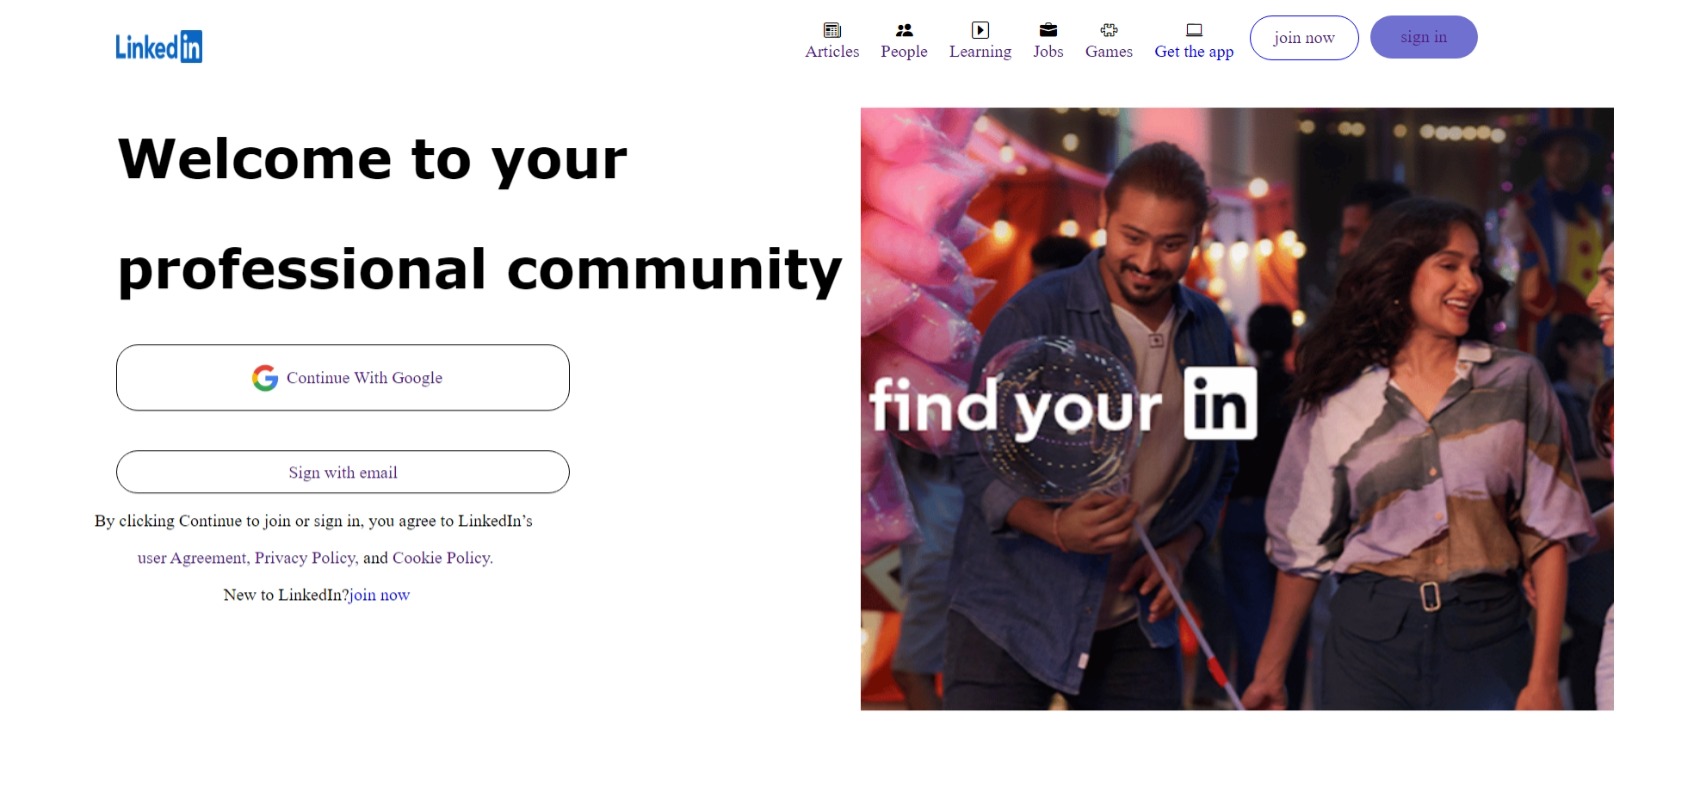 Linkedin
Articles People Learning Jobs Games Get the app join now sign in
Welcome to your
professional community
Continue With Google
find your in
Sign with email
By clicking Continue to join or sign in, you agree to LinkedIn’s
user Agreement, Privacy Policy, and Cookie Policy.
New to LinkedIn?join now